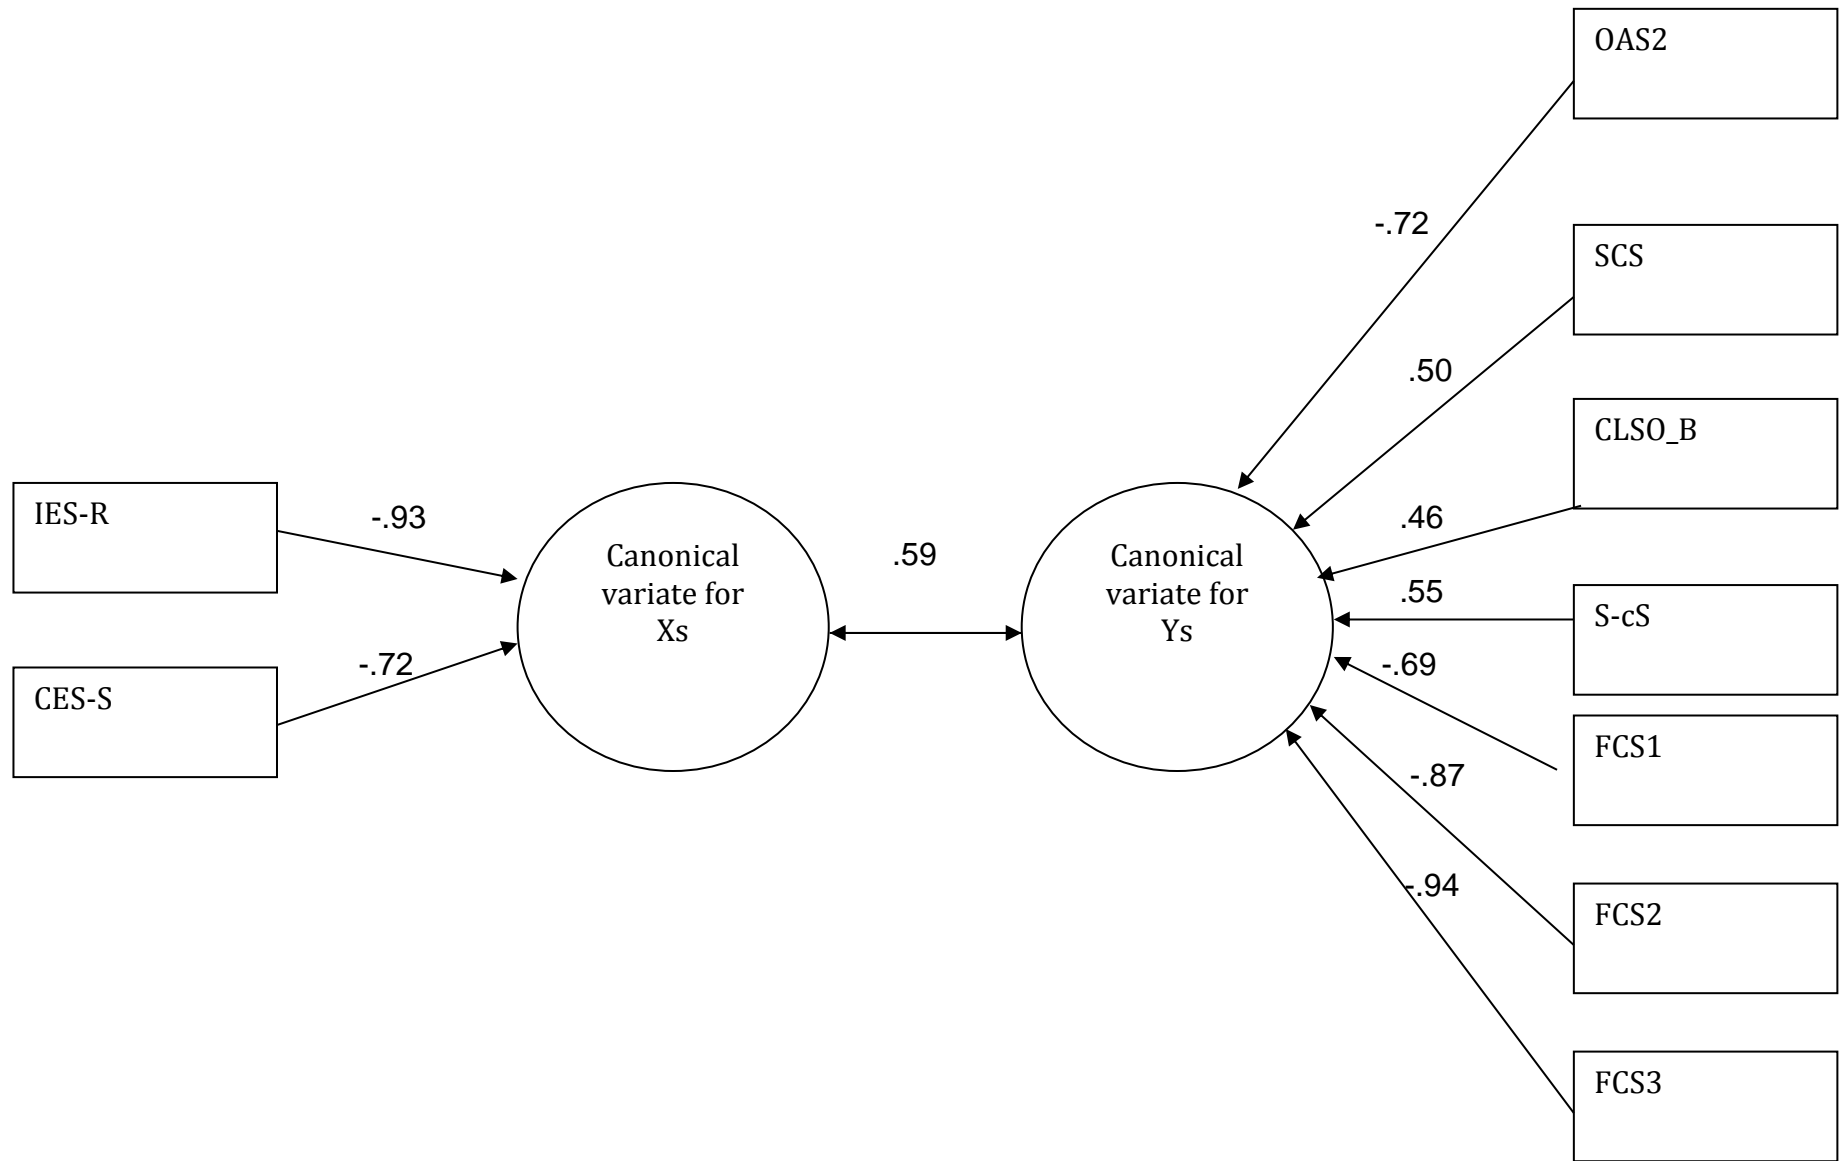 OAS2
-.72
SCS
.50
CLSO_B
.46
IES-R
-.93
Canonical
variate for
Xs
.59
Canonical
variate for
Ys
.55
S-cS
CES-S
-.72
-.69
FCS1
-.87
FCS2
-.94
FCS3